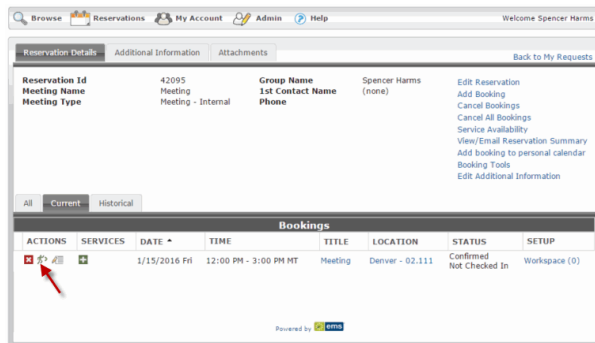 Browse Reservations My Account Admin Help Welcome Spencer Harms
Reservation Details Additional Information Attachments Back to My Requests
Reservation Id 42095 Group Name Spencer Harms
Meeting Name Meeting 1st Contact Name (none)
Meeting Type Meeting - Internal Phone
Edit Reservation
Add Booking
Cancel Bookings
Cancel All Bookings
Service Availability
View/Email Reservation Summary
Add booking to personal calendar
Booking Tools
Edit Additional Information
All Current Historical
Bookings
ACTIONS SERVICES DATE TIME TITLE LOCATION STATUS SETUP
1/15/2016 Fri 12:00 PM - 3:00 PM MT Meeting Denver - 02.111 Confirmed Workspace (0)
Not Checked In
Powered by ems